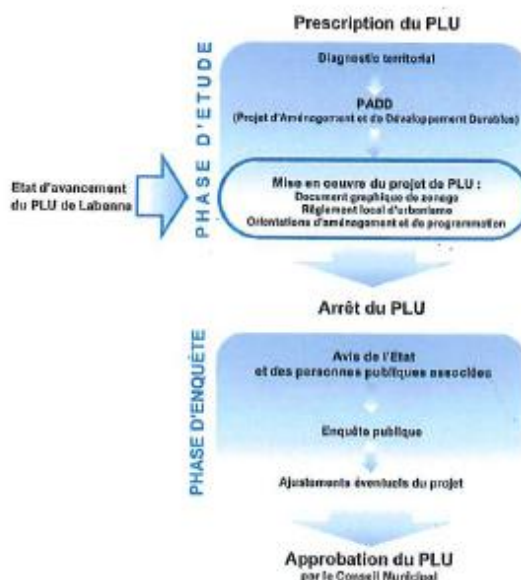 Prescription du PLU
PHASE D'ETUDE
Diagnostic territorial
PADD
(Projet d'Aménagement et de Développement Durables)
Etat d'avancement
du PLU de Labenne
Mise en oeuvre du projet de PLU :
Document graphique de zonage
Règlement local d'urbanisme
Orientations d'aménagement et de programmation
Arrêt du PLU
PHASE D'ENQUÊTE
Avis de l'Etat
et des personnes publiques associées
Enquête publique
Ajustements éventuels du projet
Approbation du PLU
par le Conseil Municipal